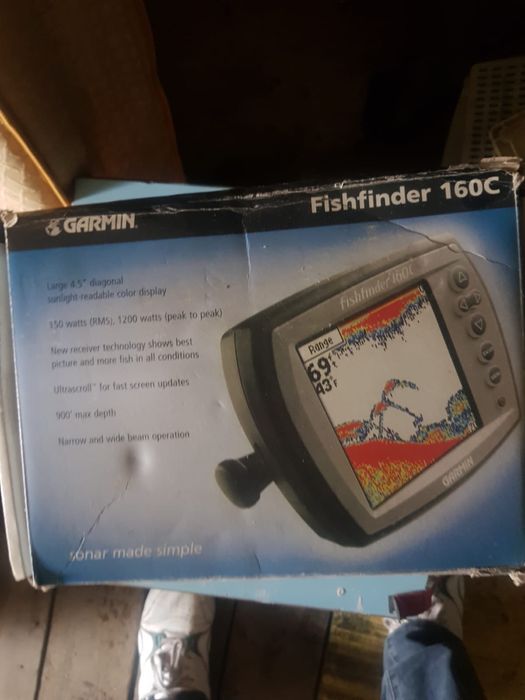 GARMIN
Fishfinder 160C
Large 4.5" diagonal
sunlight-readable color display
150 watts (RMS), 1200 watts (peak to peak)
New receiver technology shows best
picture and more fish in all conditions
Ultrascroll™ for fast screen updates
900' max depth
Narrow and wide beam operation
sonar made simple
Fishfinder 160C
Range
69
43°F
GARMIN